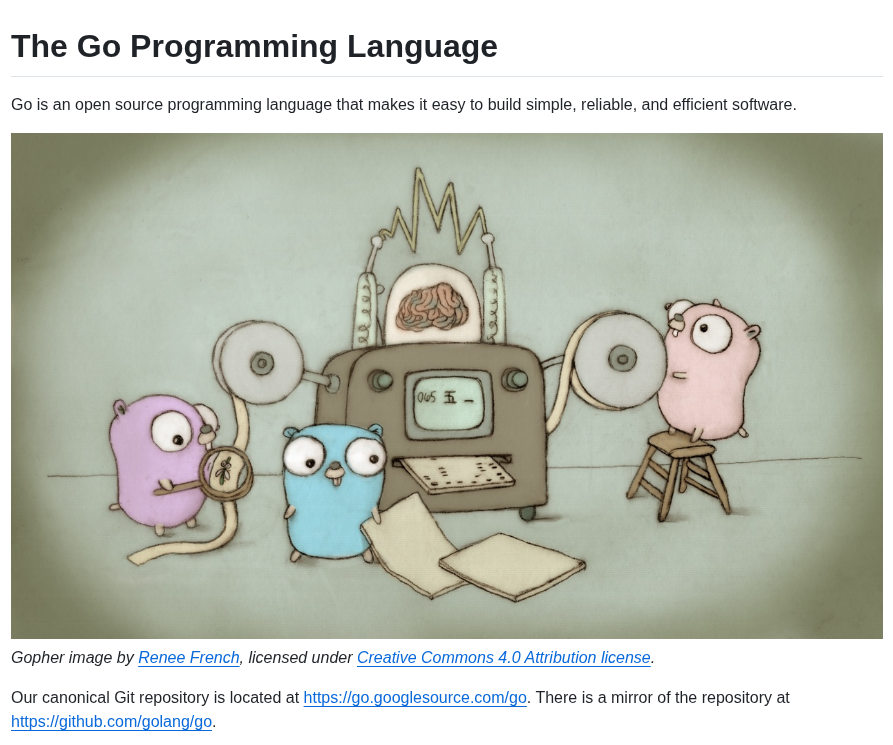 The Go Programming Language
Go is an open source programming language that makes it easy to build simple, reliable, and efficient software.
065 五 _
Gopher image by Renee French, licensed under Creative Commons 4.0 Attribution license.
Our canonical Git repository is located at https://go.googlesource.com/go. There is a mirror of the repository at
https://github.com/golang/go.